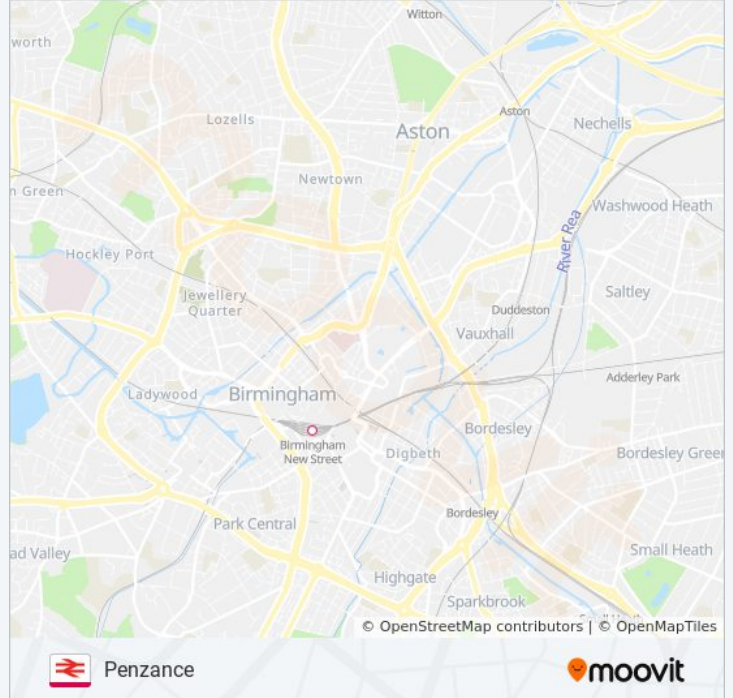 Witton
worth
Lozells
Aston
Aston
Nechells
Newtown
n Green
Washwood Heath
River Rea
Hockley Port
Jewellery
Quarter
Saltley
Duddeston
Vauxhall
Adderley Park
Ladywood
Birmingham
Birmingham
New Street
Digbeth
Bordesley
Bordesley Green
Bordesley
Park Central
ad Valley
Small Heath
Highgate
Sparkbrook
© OpenStreetMap contributors | © OpenMapTiles
Penzance
moovit